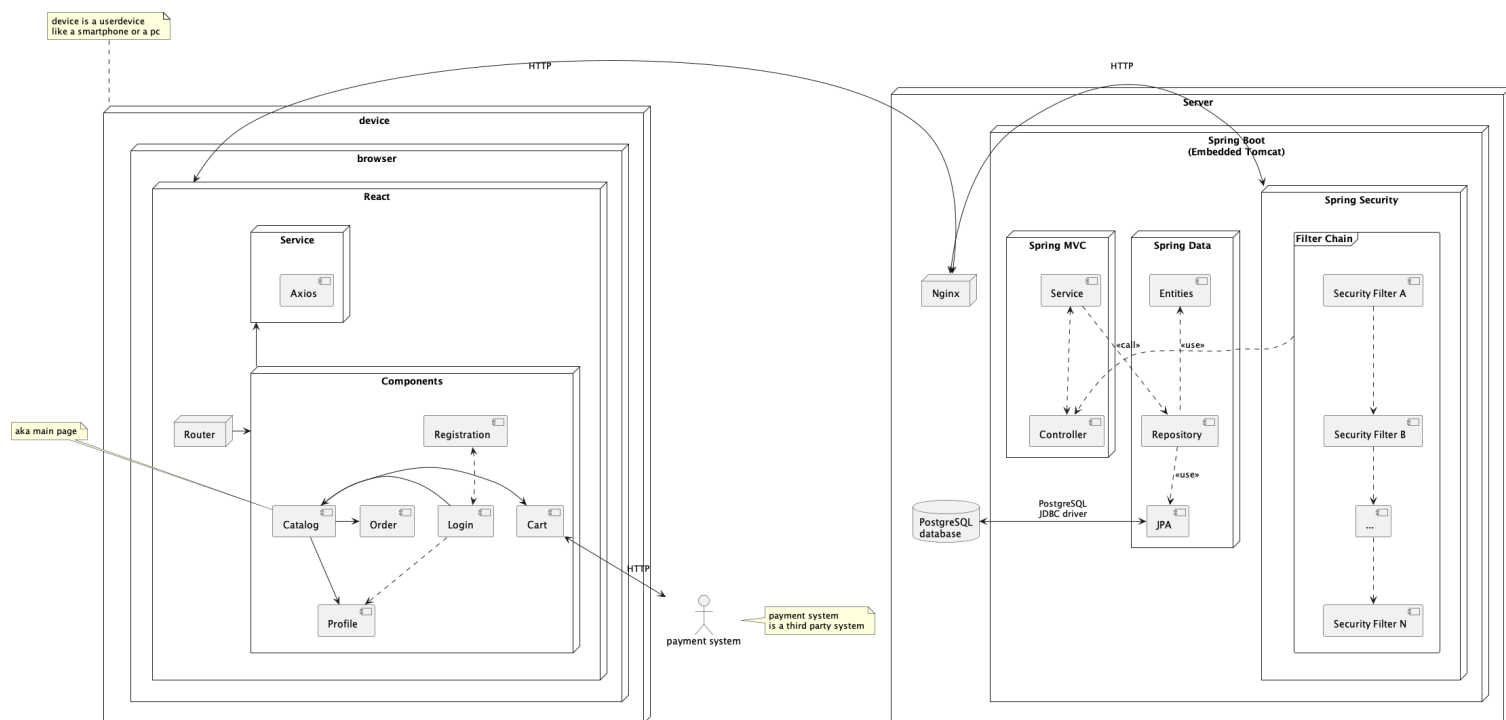 device is a userdevice
like a smartphone or a pc
HTTP
HTTP
device
browser
React
Service
Axios
Components
Router
Registration
aka main page
Catalog
Order
Login
Cart
Profile
HTTP
payment system
payment system
is a third party system
Server
Spring Boot
(Embedded Tomcat)
Spring Security
Filter Chain
Spring MVC
Spring Data
Nginx
Service
Entities
Security Filter A
«call»
«use»
Controller
Repository
Security Filter B
«use»
PostgreSQL
JDBC driver
PostgreSQL
database
JPA
...
Security Filter N